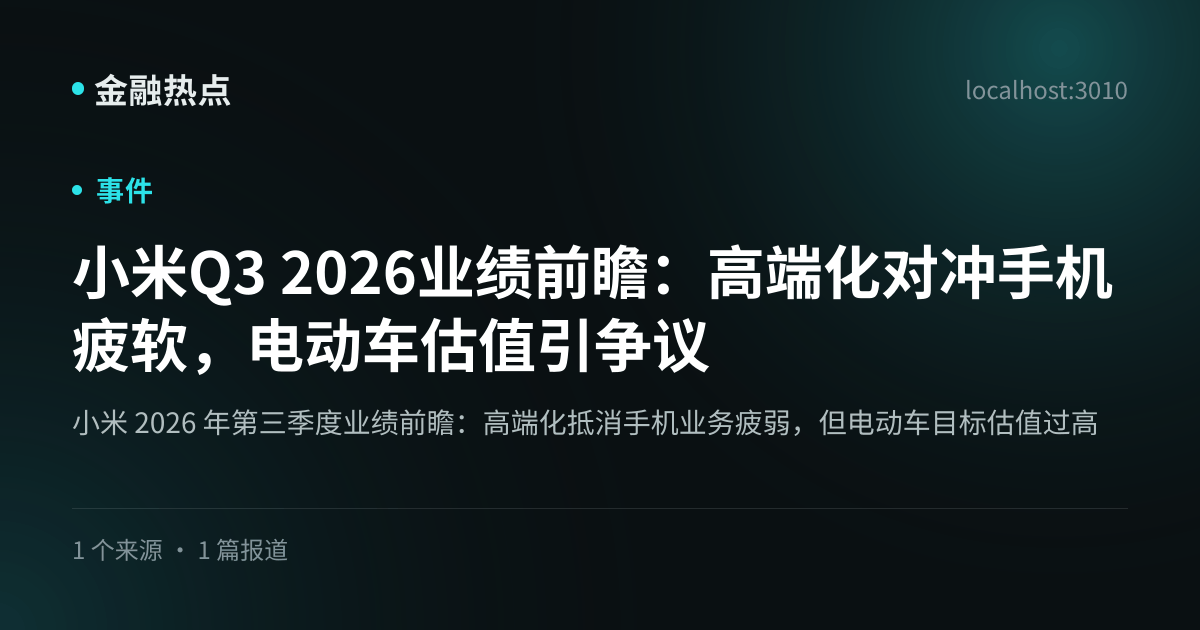 金融热点
localhost:3010
事件
小米Q3 2026业绩前瞻：高端化对冲手机
疲软，电动车估值引争议
小米 2026 年第三季度业绩前瞻：高端化抵消手机业务疲弱，但电动车目标估值过高
1 个来源 · 1 篇报道